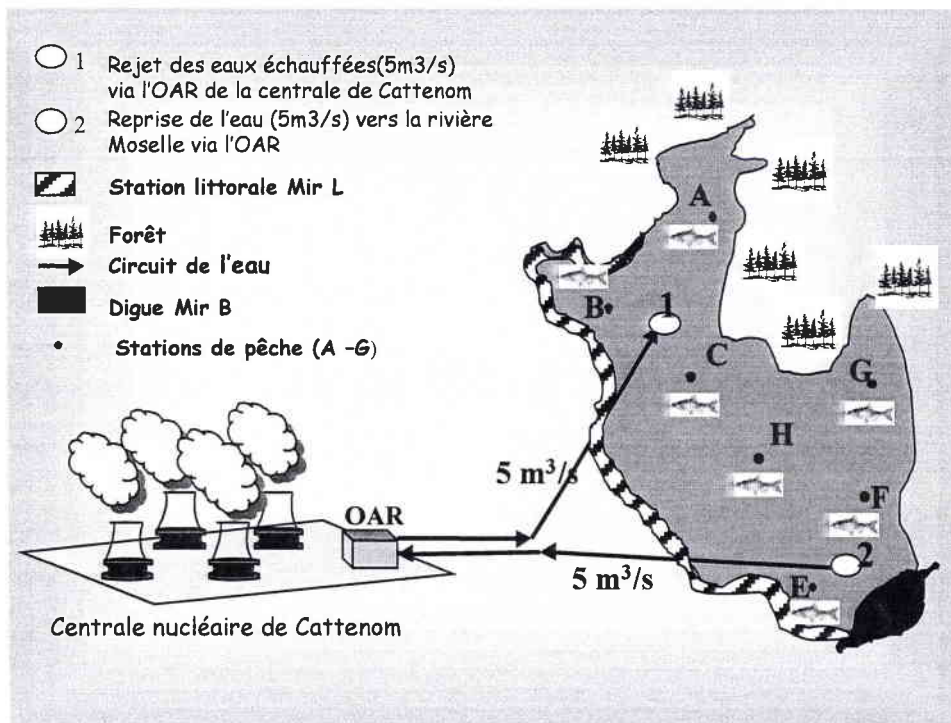 1 Rejet des eaux échauffées(5m3/s)
via l'OAR de la centrale de Cattenom
2 Reprise de l'eau (5m3/s) vers la rivière
Moselle via l'OAR
Station littorale Mir L
Forêt
Circuit de l'eau
Digue Mir B
Stations de pêche (A -G)
A
B
1
C
G
H
5 m³/s
F
OAR
2
5 m³/s
E
Centrale nucléaire de Cattenom